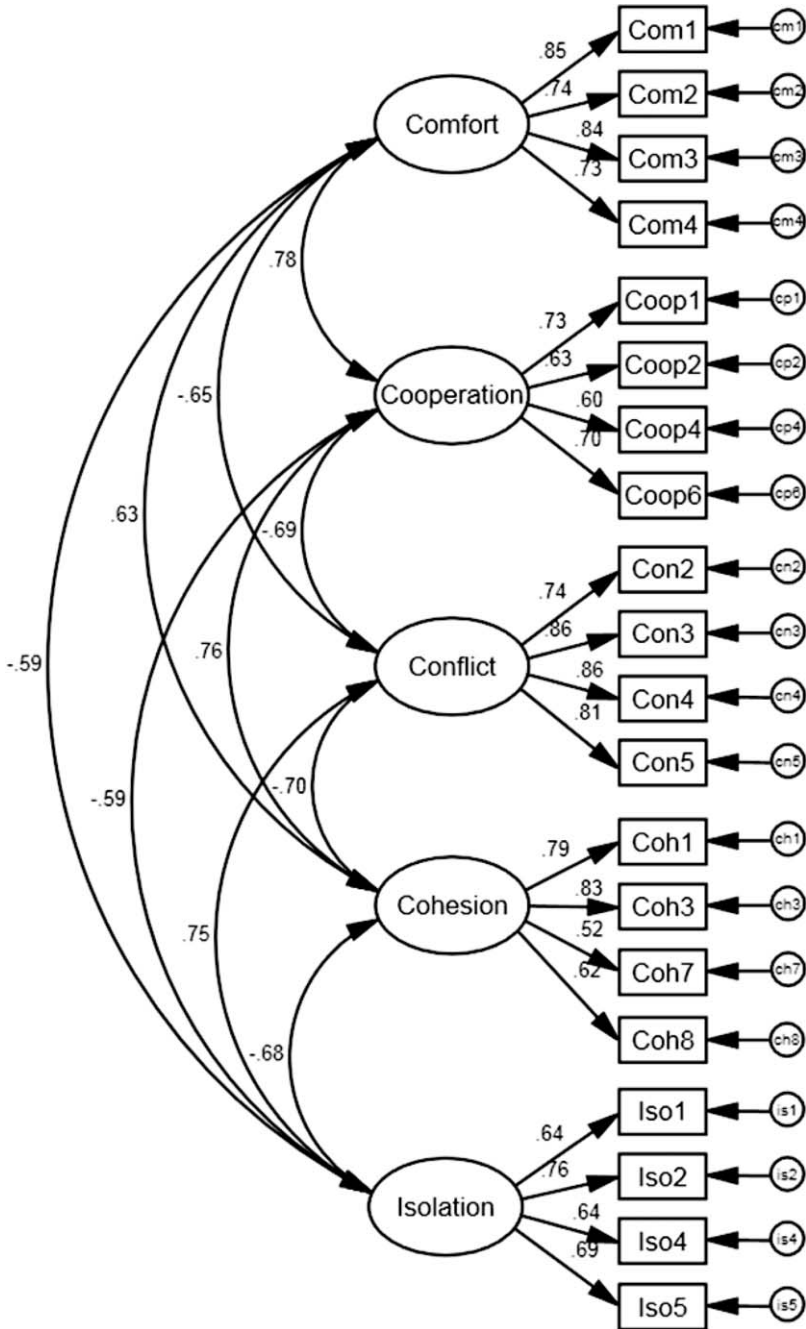 .85
Com1
cm1
.74
Com2
cm2
Comfort
.84
Com3
cm3
.73
Com4
cm4
.78
.73
Coop1
cp1
.63
Coop2
cp2
Cooperation
-.65
.60
Coop4
cp4
.70
Coop6
cp6
.63
-.69
.74
Con2
cn2
.86
Con3
cn3
-.59
.76
Conflict
.86
Con4
cn4
.81
Con5
cn5
-.59
-.70
.79
Coh1
ch1
.83
Coh3
ch3
Cohesion
.75
.52
Coh7
ch7
.62
Coh8
ch8
-.68
.64
Iso1
is1
.76
Iso2
is2
Isolation
.64
Iso4
is4
.69
Iso5
is5